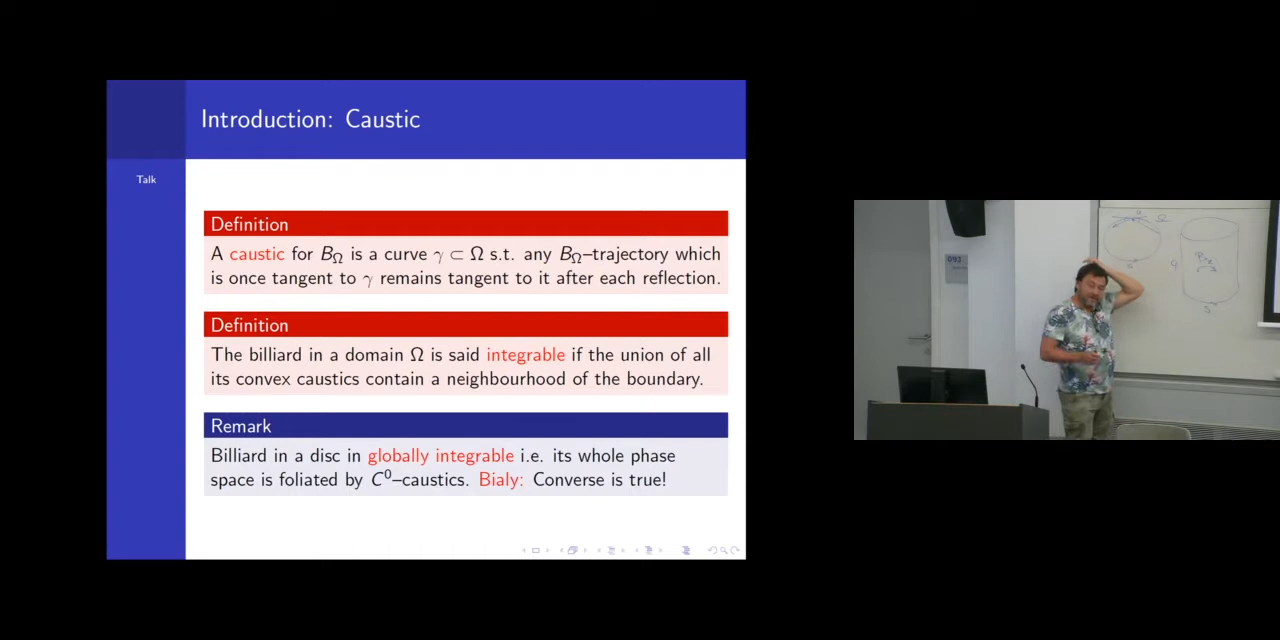 Introduction: Caustic
Talk
Definition
A caustic for B_Ω is a curve γ ⊂ Ω s.t. any B_Ω–trajectory which
is once tangent to γ remains tangent to it after each reflection.
Definition
The billiard in a domain Ω is said integrable if the union of all
its convex caustics contain a neighbourhood of the boundary.
Remark
Billiard in a disc in globally integrable i.e. its whole phase
space is foliated by C⁰–caustics. Bialy: Converse is true!
093
Ω